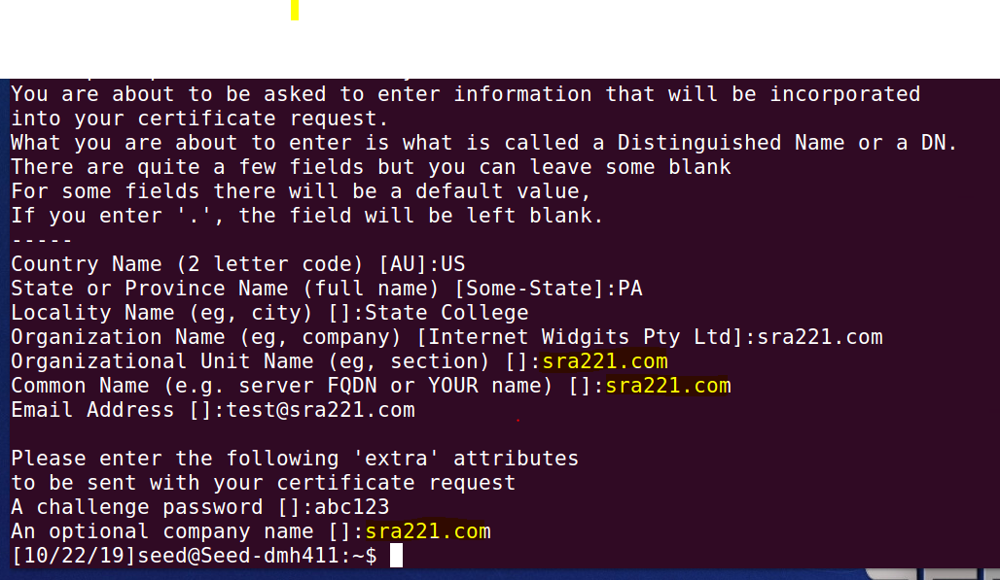 You are about to be asked to enter information that will be incorporated
into your certificate request.
What you are about to enter is what is called a Distinguished Name or a DN.
There are quite a few fields but you can leave some blank
For some fields there will be a default value,
If you enter '.', the field will be left blank.
-----
Country Name (2 letter code) [AU]:US
State or Province Name (full name) [Some-State]:PA
Locality Name (eg, city) []:State College
Organization Name (eg, company) [Internet Widgits Pty Ltd]:sra221.com
Organizational Unit Name (eg, section) []:sra221.com
Common Name (e.g. server FQDN or YOUR name) []:sra221.com
Email Address []:test@sra221.com

Please enter the following 'extra' attributes
to be sent with your certificate request
A challenge password []:abc123
An optional company name []:sra221.com
[10/22/19]seed@Seed-dmh411:~$